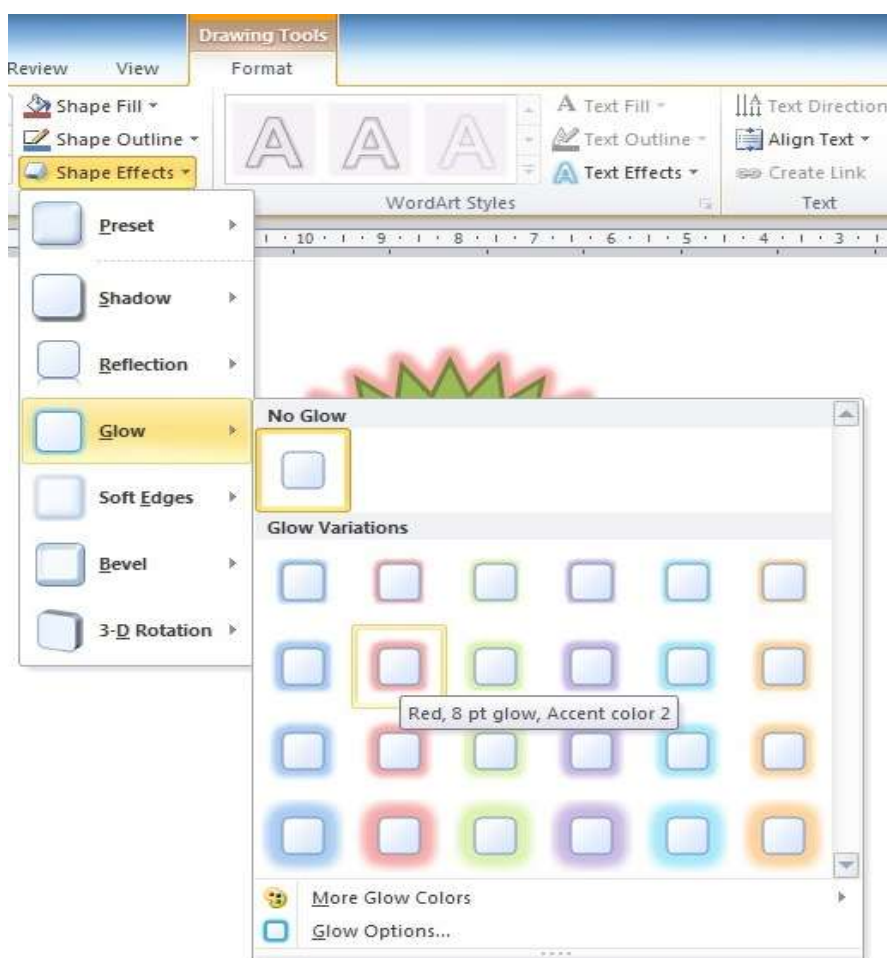 Drawing Tools
Review View Format
Shape Fill A Text Fill Text Direction
Shape Outline Text Outline Align Text
Shape Effects A Text Effects Create Link
A A A
WordArt Styles Text
Preset
10 9 8 7 6 5 4 3
Shadow
Reflection
No Glow
Glow
Soft Edges
Glow Variations
Bevel
3-D Rotation
Red, 8 pt glow, Accent color 2
More Glow Colors
Glow Options...